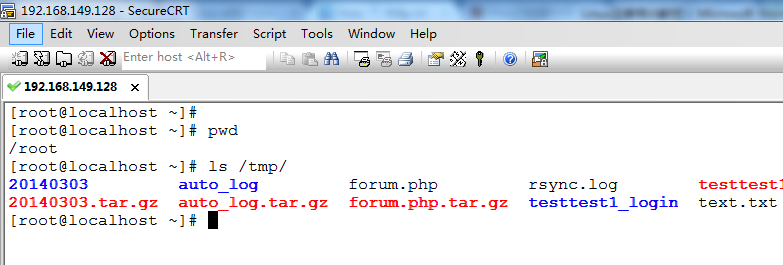 192.168.149.128 - SecureCRT
File Edit View Options Transfer Script Tools Window Help
Enter host <Alt+R>
192.168.149.128
[root@localhost ~]#
[root@localhost ~]# pwd
/root
[root@localhost ~]# ls /tmp/
20140303 auto_log forum.php rsync.log testtest1
20140303.tar.gz auto_log.tar.gz forum.php.tar.gz testtest1_login text.txt
[root@localhost ~]#